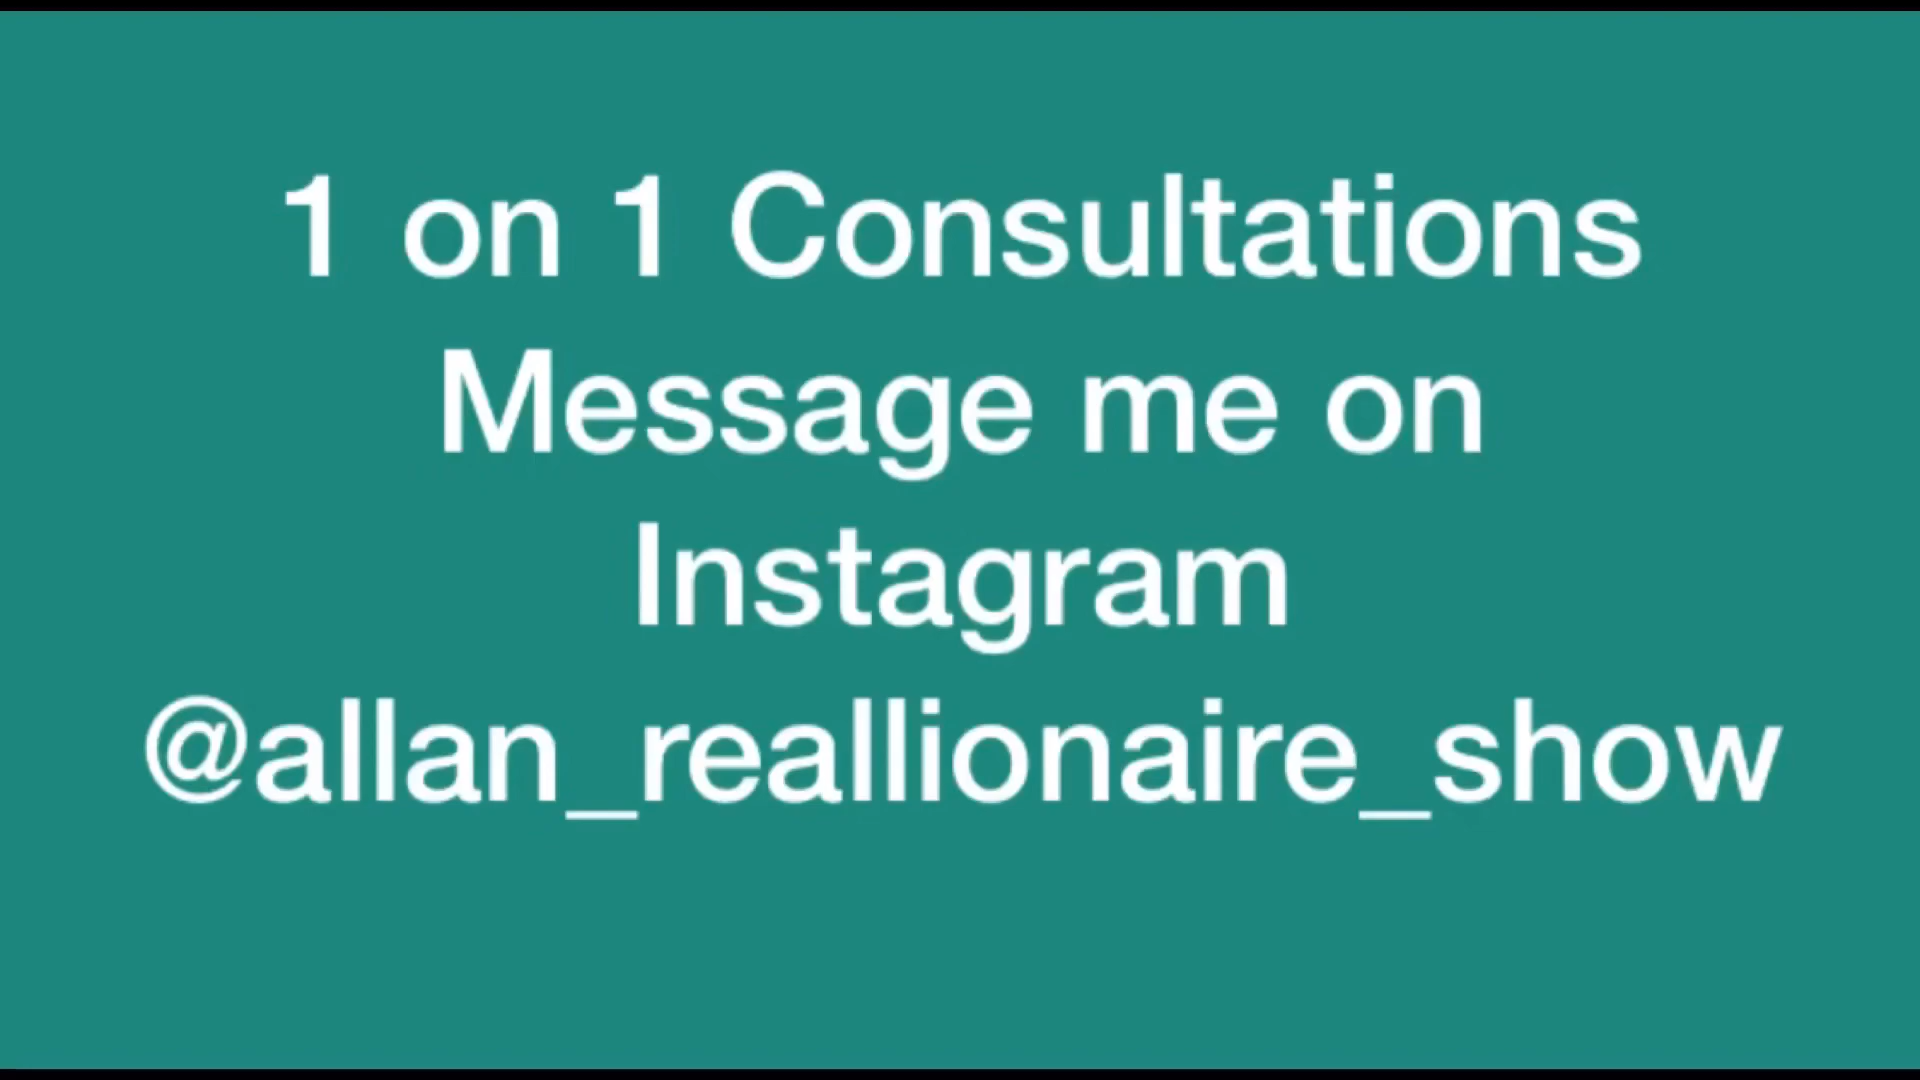 1 on 1 Consultations
Message me on
Instagram
@allan_reallionaire_show